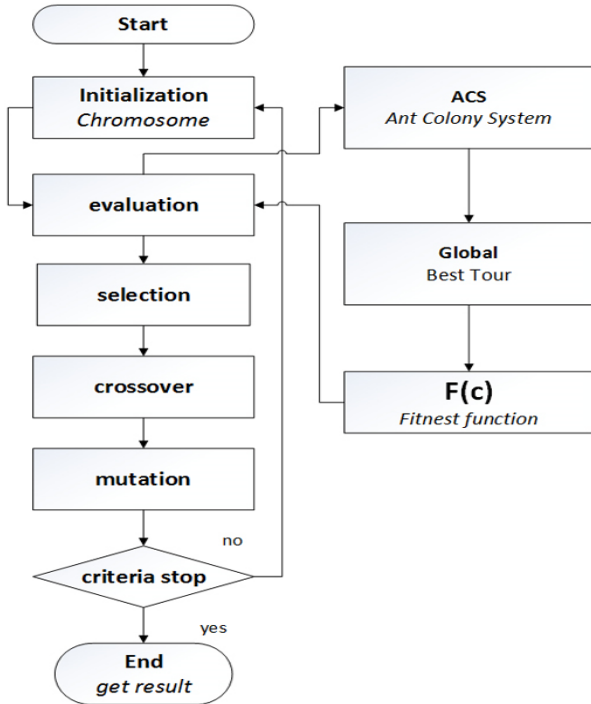 Start
Initialization
Chromosome
evaluation
selection
crossover
mutation
no
criteria stop
yes
End
get result
ACS
Ant Colony System
Global
Best Tour
F(c)
Fitnest function